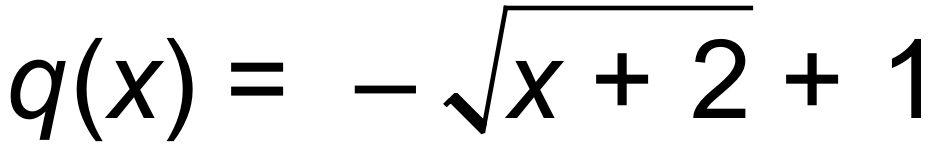 q(x) = −√(x + 2) + 1